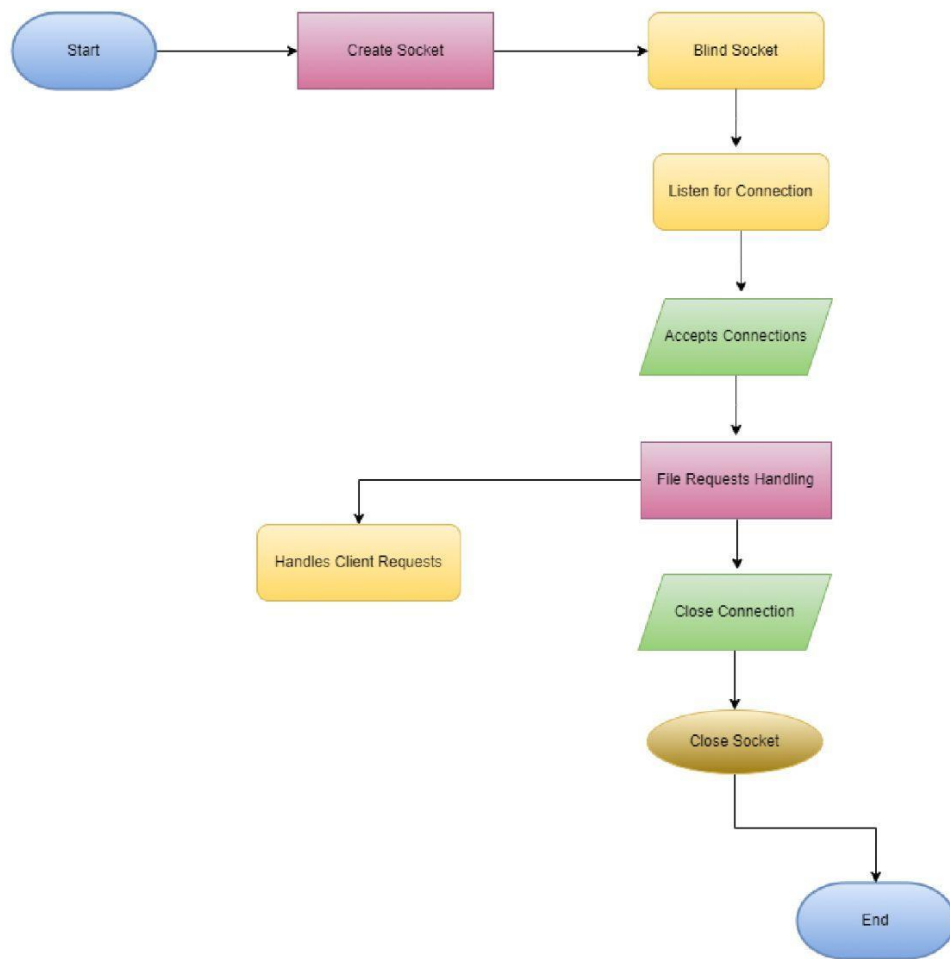 Start
Create Socket
Blind Socket
Listen for Connection
Accepts Connections
File Requests Handling
Handles Client Requests
Close Connection
Close Socket
End